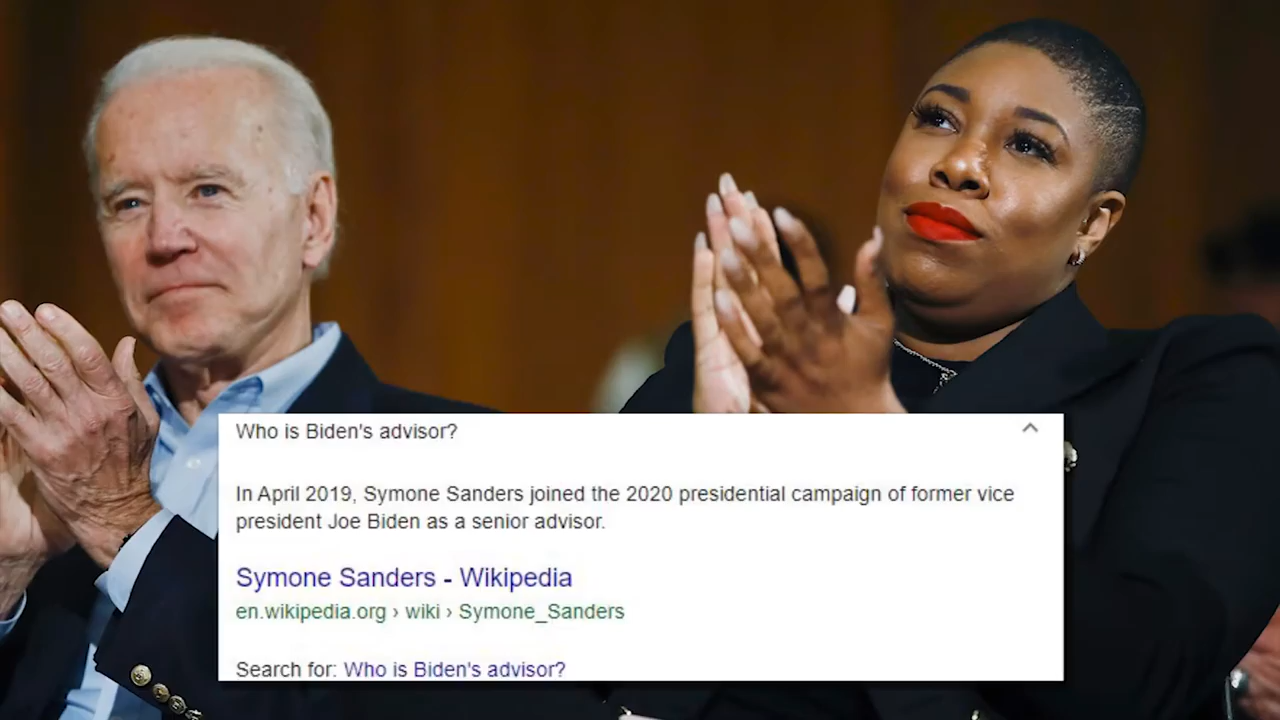 Who is Biden's advisor?
In April 2019, Symone Sanders joined the 2020 presidential campaign of former vice
president Joe Biden as a senior advisor.
Symone Sanders - Wikipedia
en.wikipedia.org › wiki › Symone_Sanders
Search for: Who is Biden's advisor?